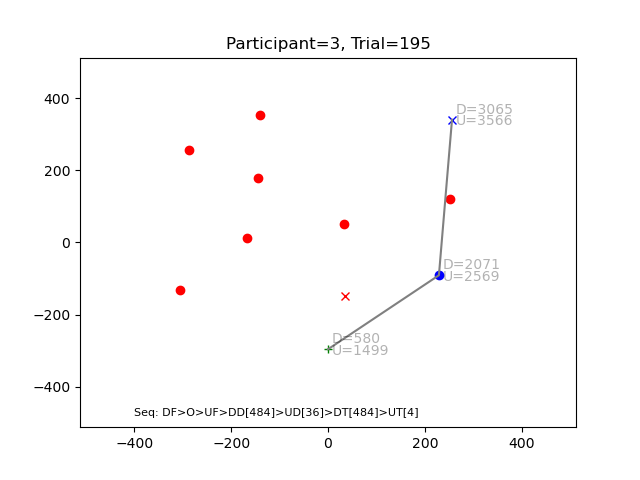 Participant=3, Trial=195
400
200
0
−200
−400
D=3065
U=3566
D=2071
U=2569
D=580
U=1499
Seq: DF>O>UF>DD[484]>UD[36]>DT[484]>UT[4]
−400
−200
0
200
400